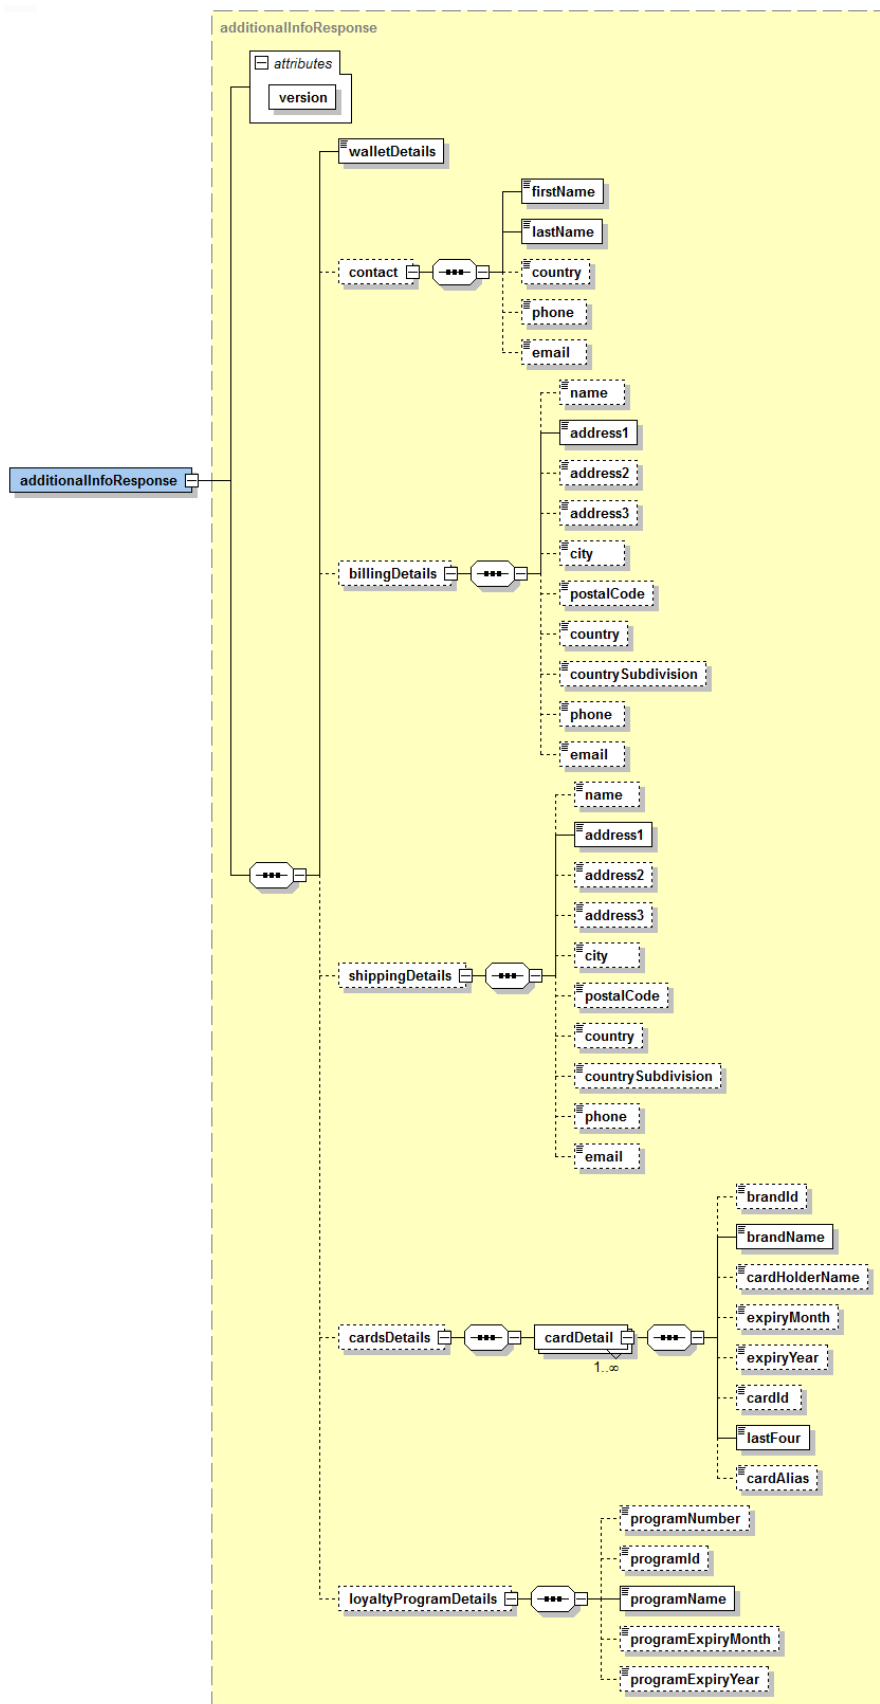 additionalInfoResponse
attributes
version
walletDetails
firstName
lastName
contact
country
phone
email
name
address1
address2
additionalInfoResponse
address3
city
billingDetails
postalCode
country
countrySubdivision
phone
email
name
address1
address2
address3
city
shippingDetails
postalCode
country
countrySubdivision
phone
email
brandId
brandName
cardHolderName
expiryMonth
cardsDetails
cardDetail
1..∞
expiryYear
cardId
lastFour
cardAlias
programNumber
programId
loyaltyProgramDetails
programName
programExpiryMonth
programExpiryYear